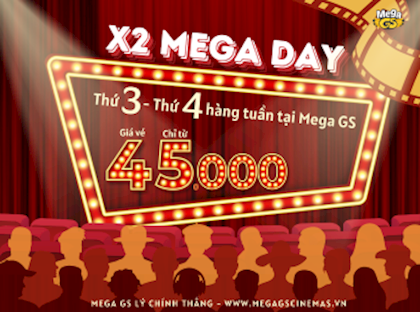 Mega
GS
X2 MEGA DAY
Thứ 3 - Thứ 4 hàng tuần tại Mega GS
Giá vé Chỉ từ
45.000
MEGA GS LÝ CHÍNH THẮNG – WWW.MEGAGSCINEMAS.VN